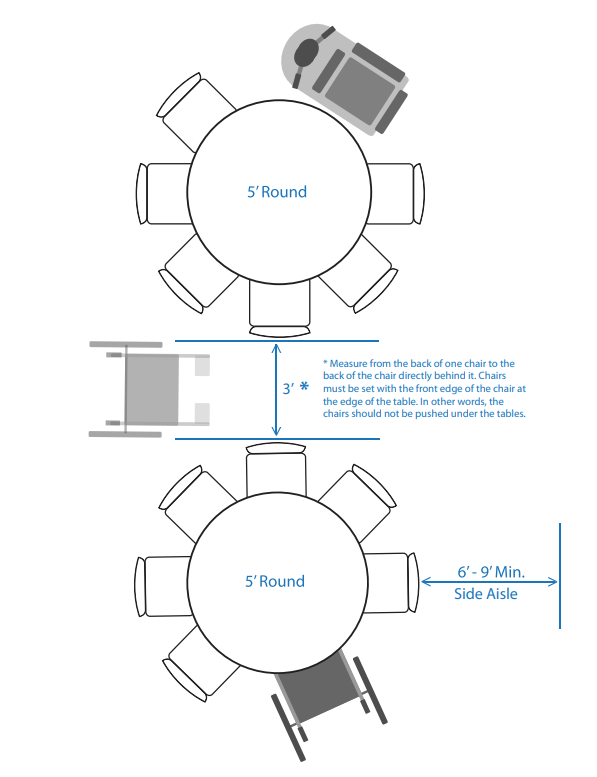 5’ Round
3’ *
* Measure from the back of one chair to the
back of the chair directly behind it. Chairs
must be set with the front edge of the chair at
the edge of the table. In other words, the
chairs should not be pushed under the tables.
5’ Round
6’ - 9’ Min.
Side Aisle